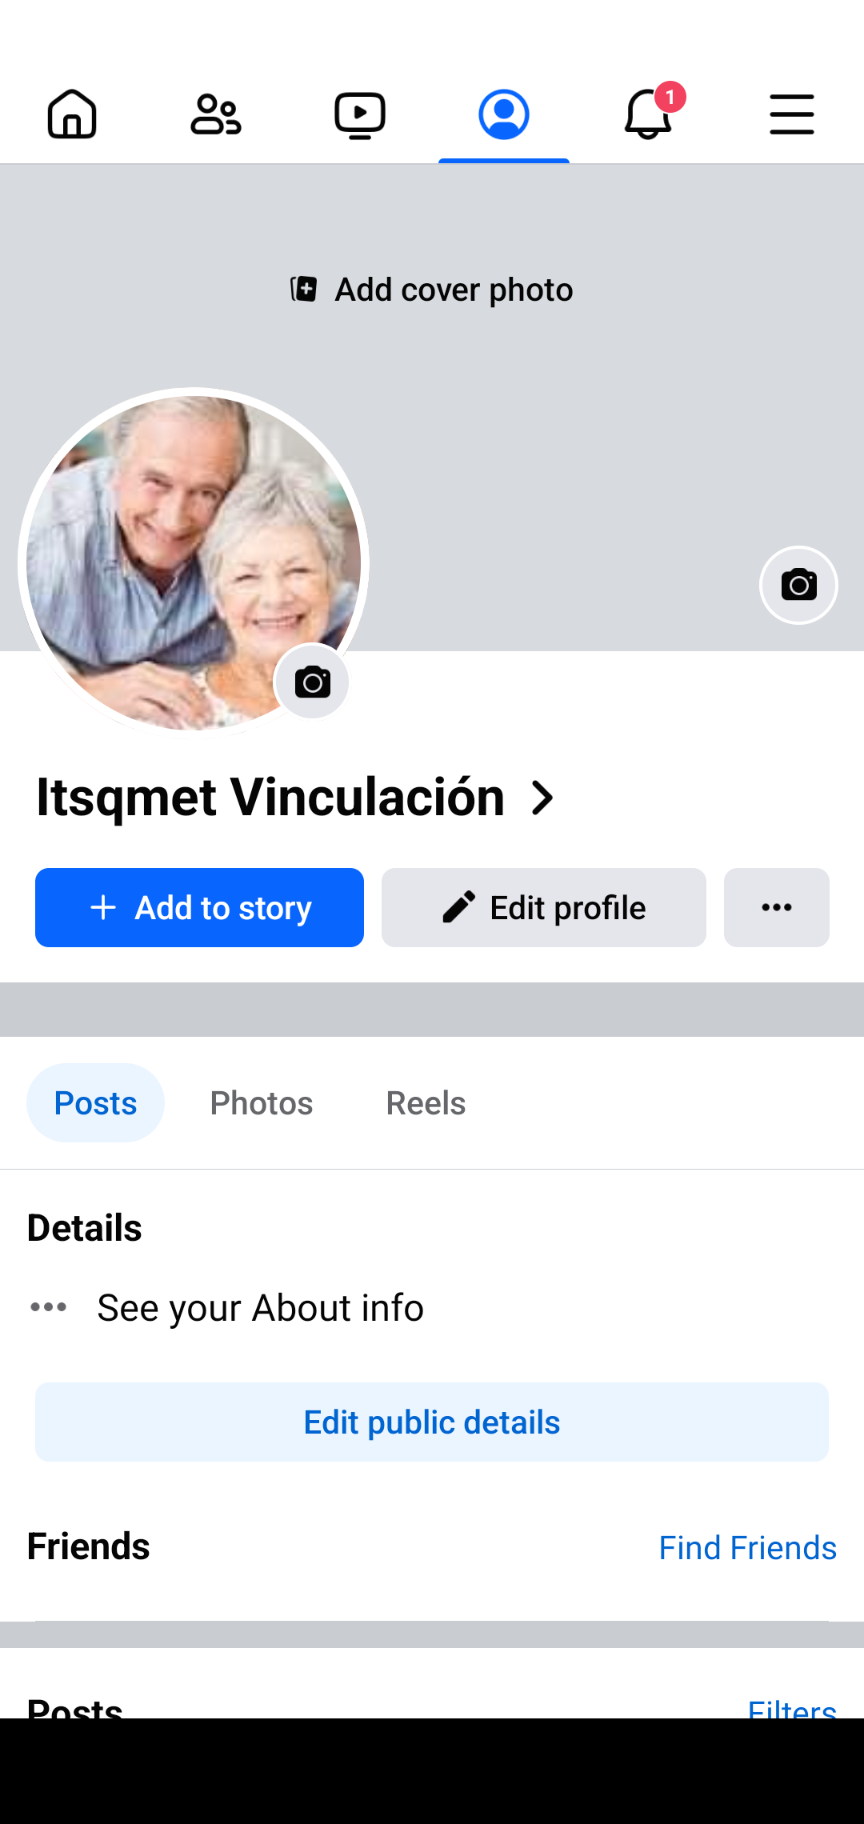 1
Add cover photo
Itsqmet Vinculación
+ Add to story
Edit profile
Posts
Photos
Reels
Details
See your About info
Edit public details
Friends
Find Friends
Posts
Filters